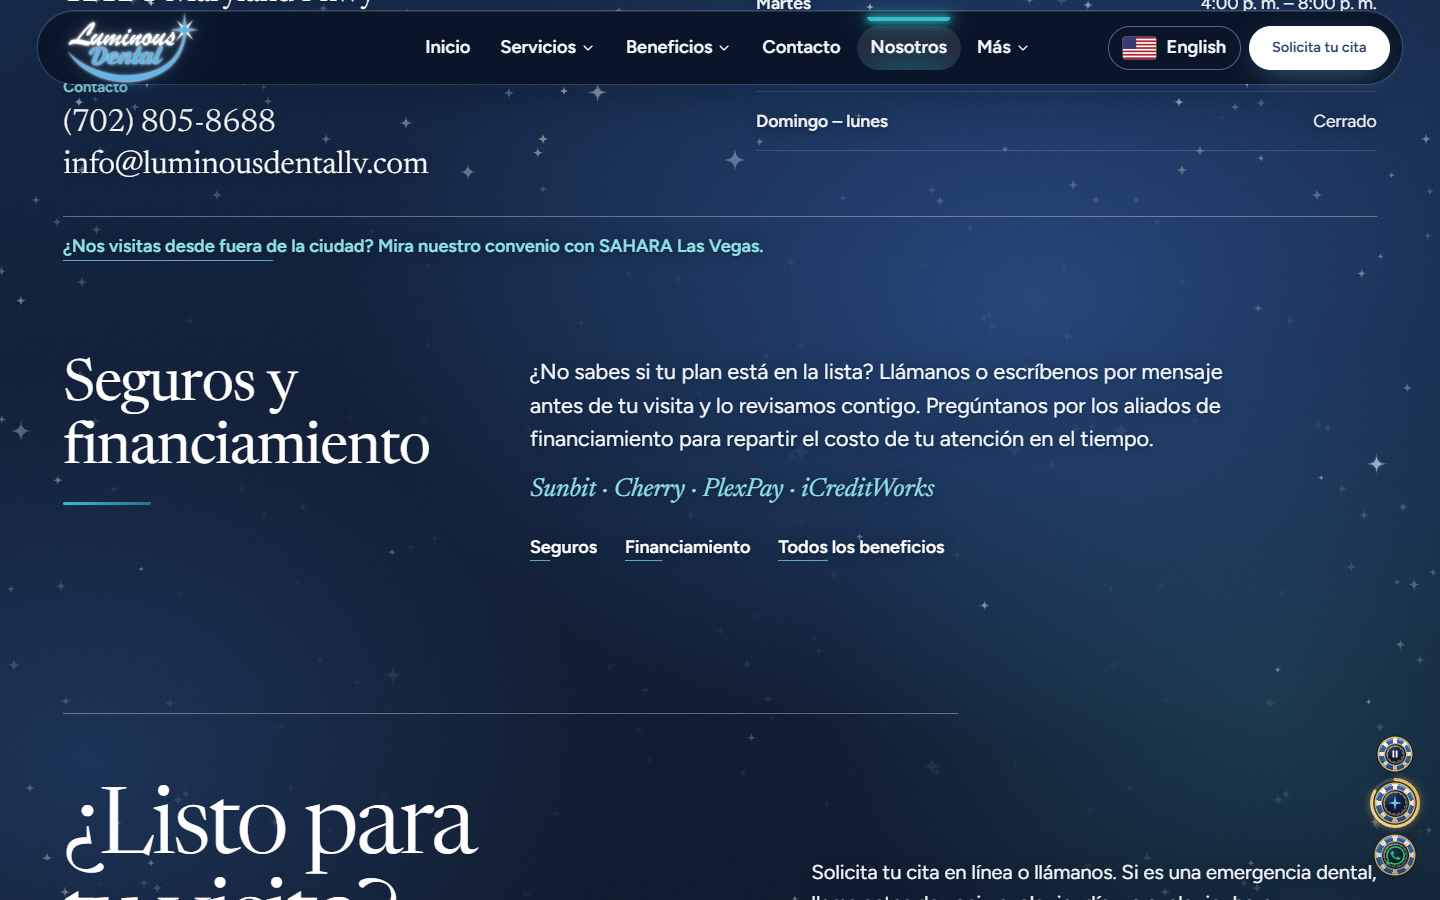 Martes
4:00 p. m. – 8:00 p. m.
Luminous
Dental
Inicio
Servicios
Beneficios
Contacto
Nosotros
Más
English
Solicita tu cita
Contacto
(702) 805-8688
info@luminousdentallv.com
Domingo – lunes
Cerrado
¿Nos visitas desde fuera de la ciudad? Mira nuestro convenio con SAHARA Las Vegas.
Seguros y
financiamiento
¿No sabes si tu plan está en la lista? Llámanos o escríbenos por mensaje
antes de tu visita y lo revisamos contigo. Pregúntanos por los aliados de
financiamiento para repartir el costo de tu atención en el tiempo.
Sunbit · Cherry · PlexPay · iCreditWorks
Seguros
Financiamiento
Todos los beneficios
¿Listo para
tu visita?
Solicita tu cita en línea o llámanos. Si es una emergencia dental,